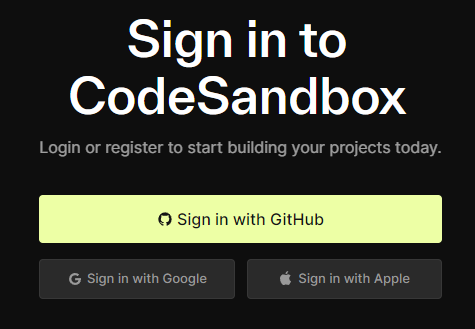 Sign in to
CodeSandbox
Login or register to start building your projects today.
Sign in with GitHub
Sign in with Google
Sign in with Apple